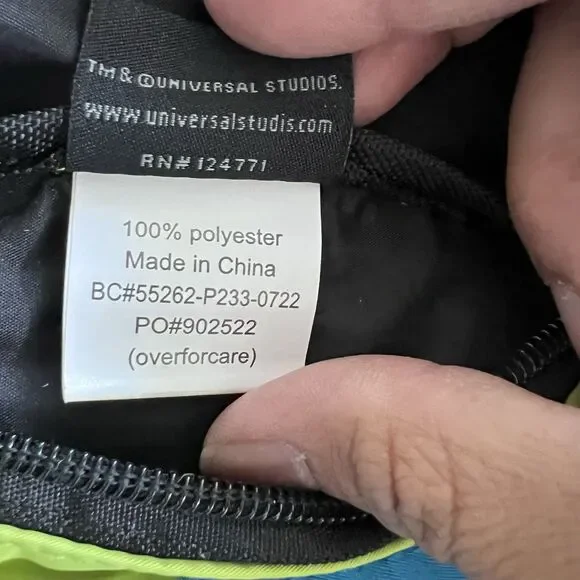 TM & ©UNIVERSAL STUDIOS.
www.universalstudis.com
RN# 124771
100% polyester
Made in China
BC#55262-P233-0722
PO#902522
(overforcare)